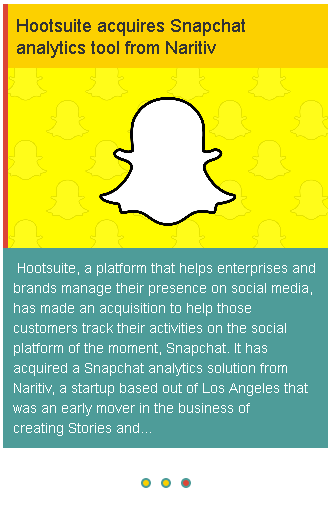 Hootsuite acquires Snapchat
analytics tool from Naritiv
Hootsuite, a platform that helps enterprises and
brands manage their presence on social media,
has made an acquisition to help those
customers track their activities on the social
platform of the moment, Snapchat. It has
acquired a Snapchat analytics solution from
Naritiv, a startup based out of Los Angeles that
was an early mover in the business of
creating Stories and...